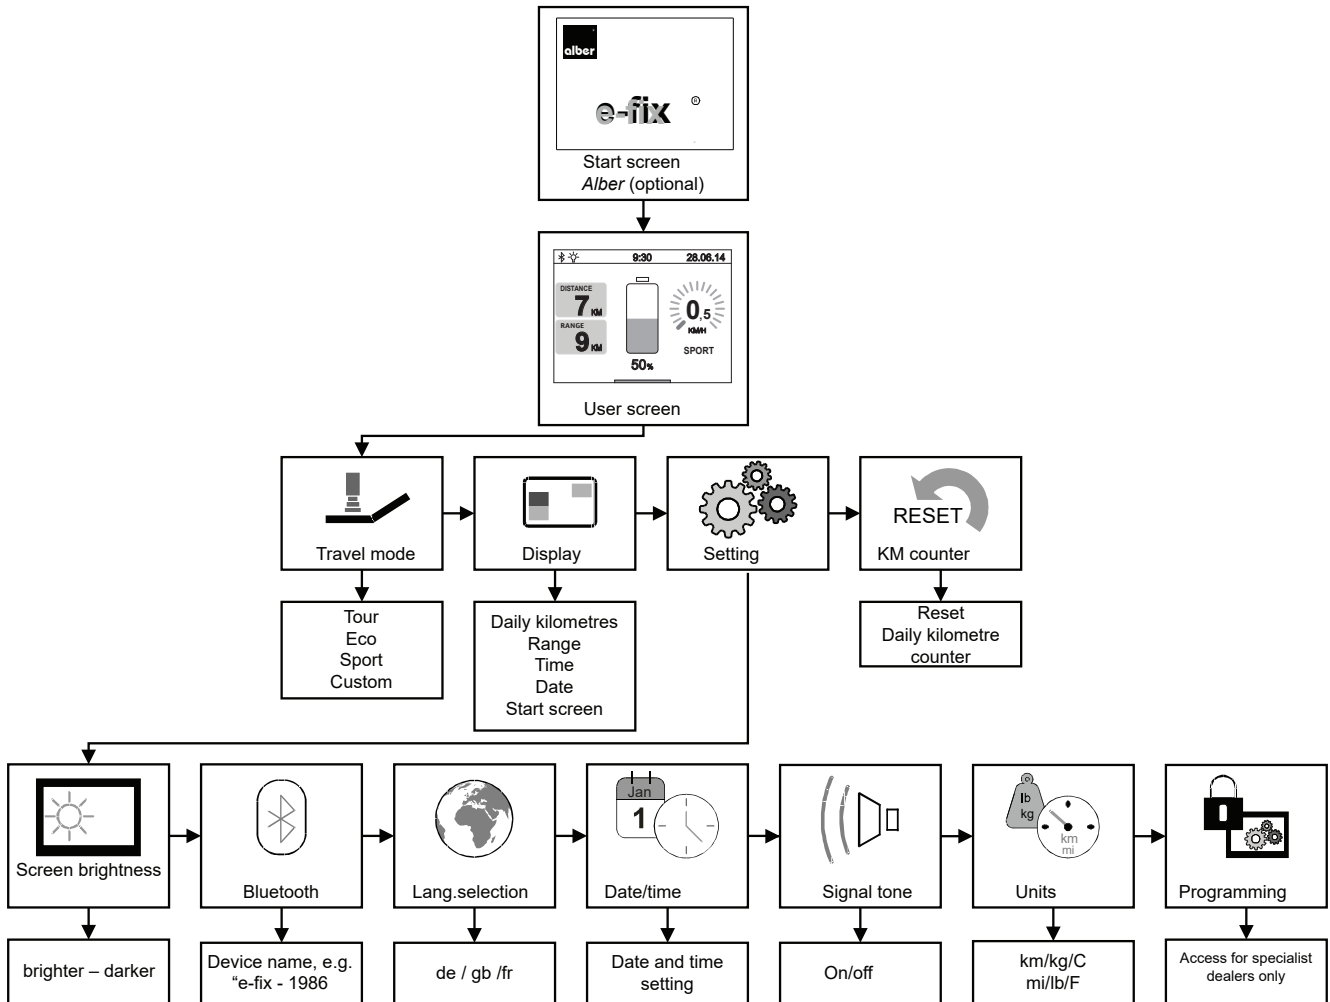 alber
e-fix ®
Start screen
Alber (optional)
9:30 28.06.14
DISTANCE
7 KM
RANGE
9 KM
50%
0,5
KM/H
SPORT
User screen
Travel mode
Display
Setting
RESET
KM counter
Tour
Eco
Sport
Custom
Daily kilometres
Range
Time
Date
Start screen
Reset
Daily kilometre
counter
Screen brightness
Bluetooth
Lang.selection
Jan
1
Date/time
Signal tone
lb
kg
km
mi
Units
Programming
brighter – darker
Device name, e.g.
“e-fix - 1986
de / gb /fr
Date and time
setting
On/off
km/kg/C
mi/lb/F
Access for specialist
dealers only